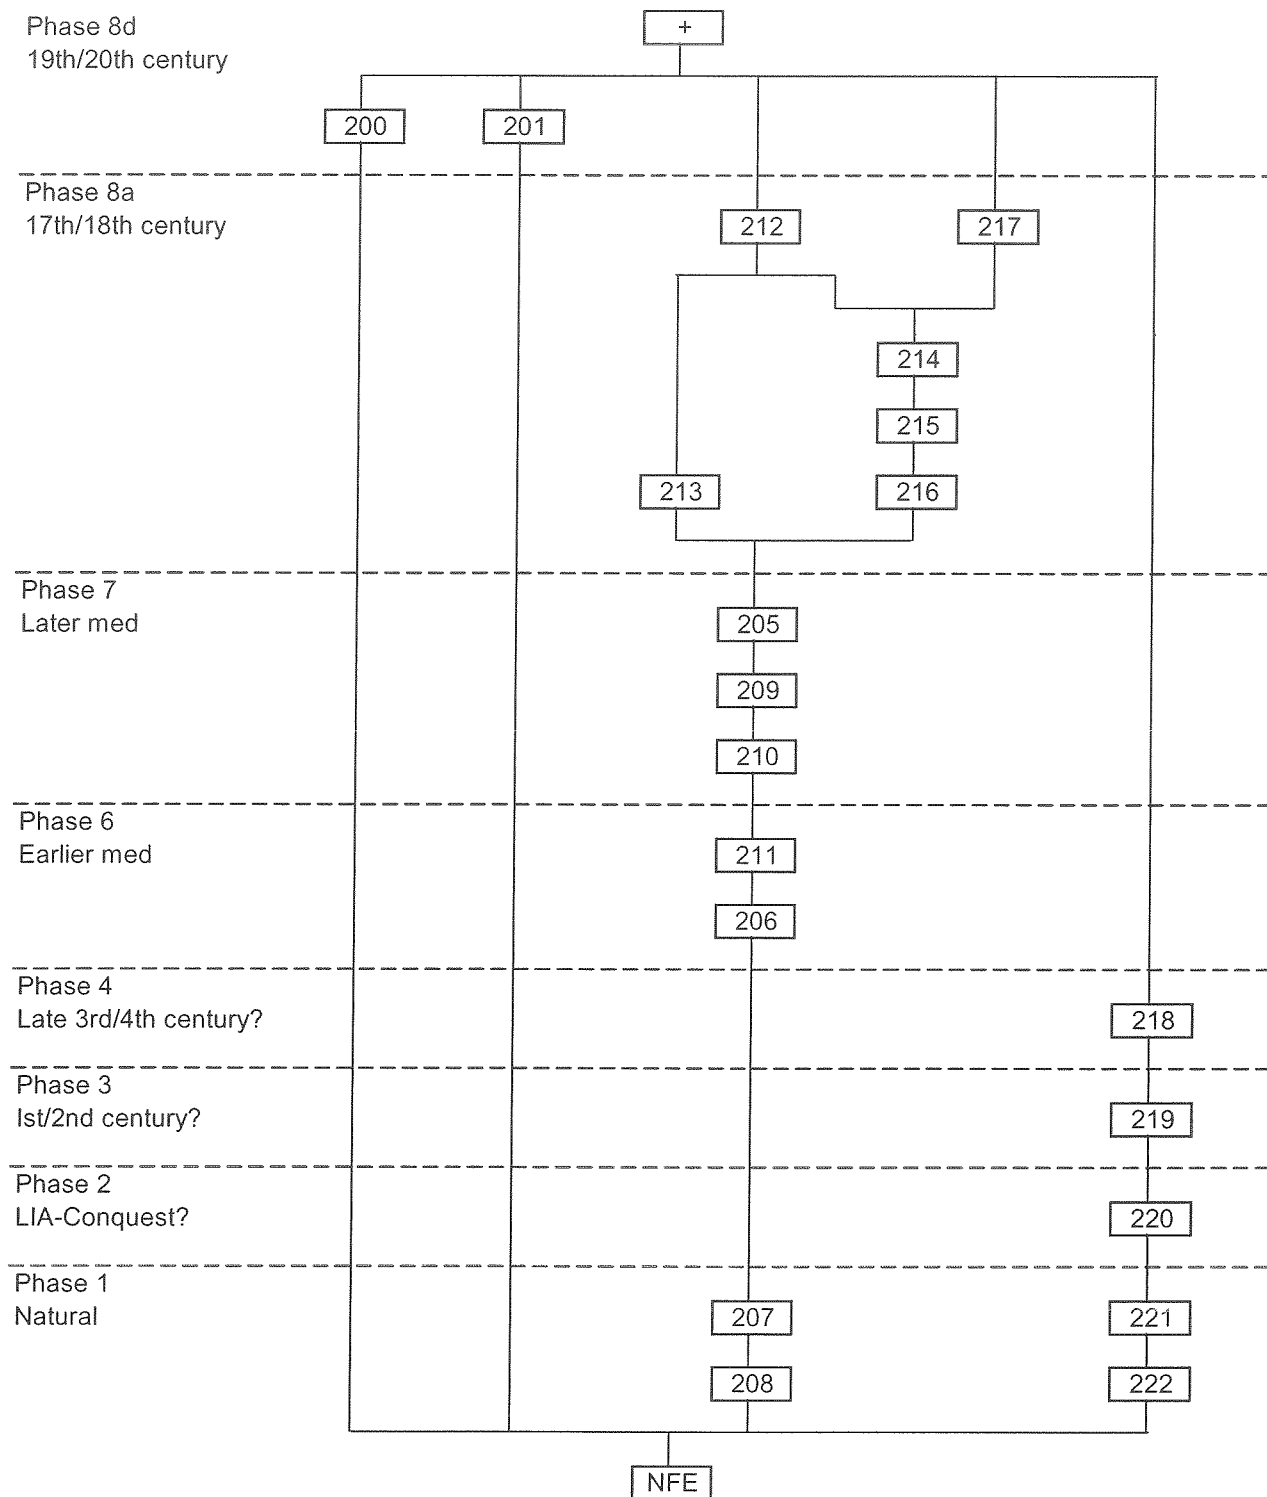 Phase 8d
+
19th/20th century
200 201
Phase 8a
17th/18th century
212 217
214
215
213 216
Phase 7
Later med
205
209
210
Phase 6
Earlier med
211
206
Phase 4
Late 3rd/4th century?
218
Phase 3
Ist/2nd century?
219
Phase 2
LIA-Conquest?
220
Phase 1
Natural
207 221
208 222
NFE